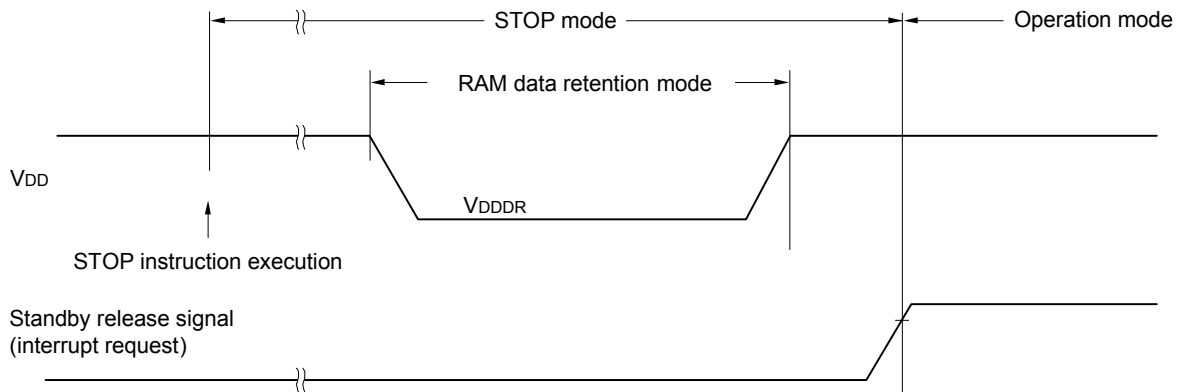 STOP mode
Operation mode
RAM data retention mode
VDD
VDDDR
STOP instruction execution
Standby release signal
(interrupt request)